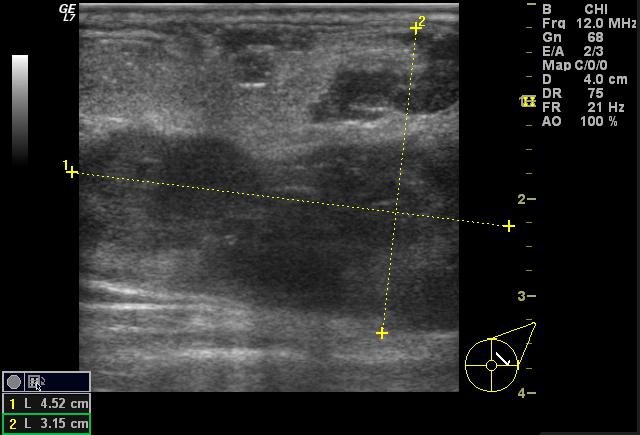 GE
L7
2
1
B CHI
Frq 12.0 MHz
Gn 68
E/A 2/3
Map C/0/0
D 4.0 cm
DR 75
FR 21 Hz
AO 100 %
2
3
4
1 L 4.52 cm
2 L 3.15 cm